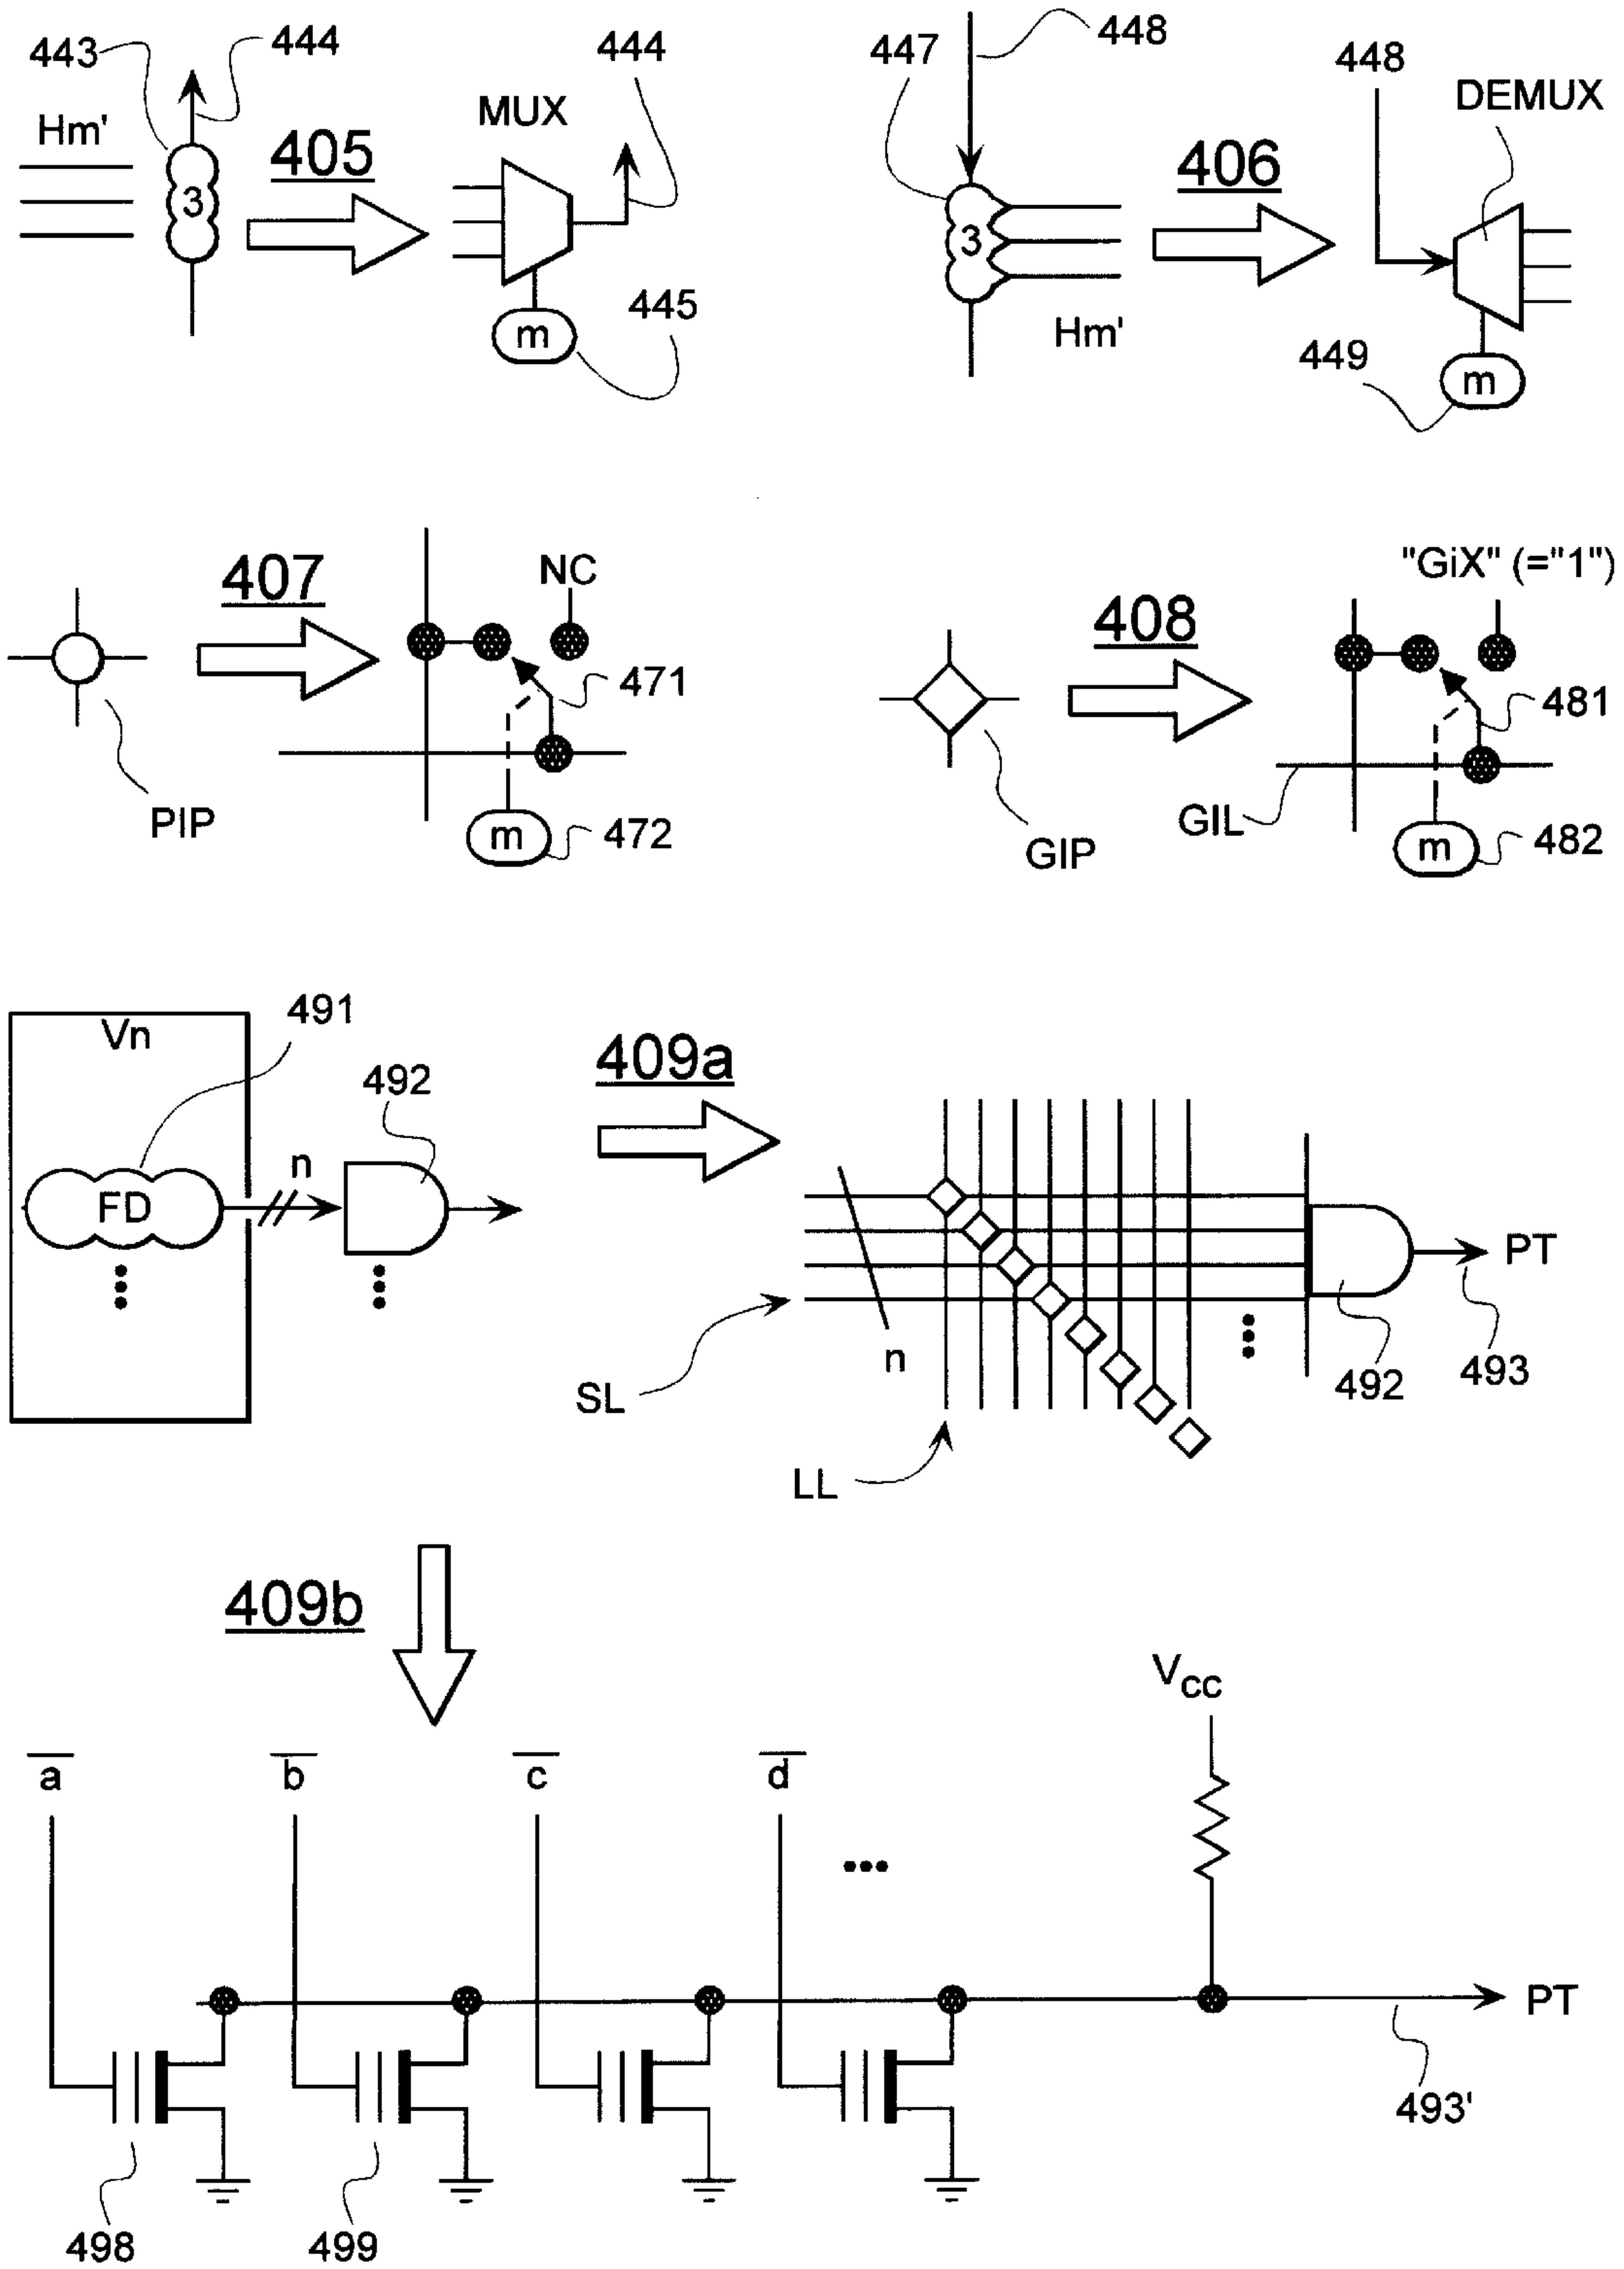 443
444
Hm'
3
405
MUX
444
m
445
447
448
3
Hm'
406
448
DEMUX
449
m
PIP
407
NC
471
m
472
GIP
408
"GiX" (="1")
481
GIL
m
482
Vn
491
FD
n
492
409a
SL
n
LL
492
PT
493
409b
a̅
b̅
c̅
d̅
...
VCC
PT
493'
498
499